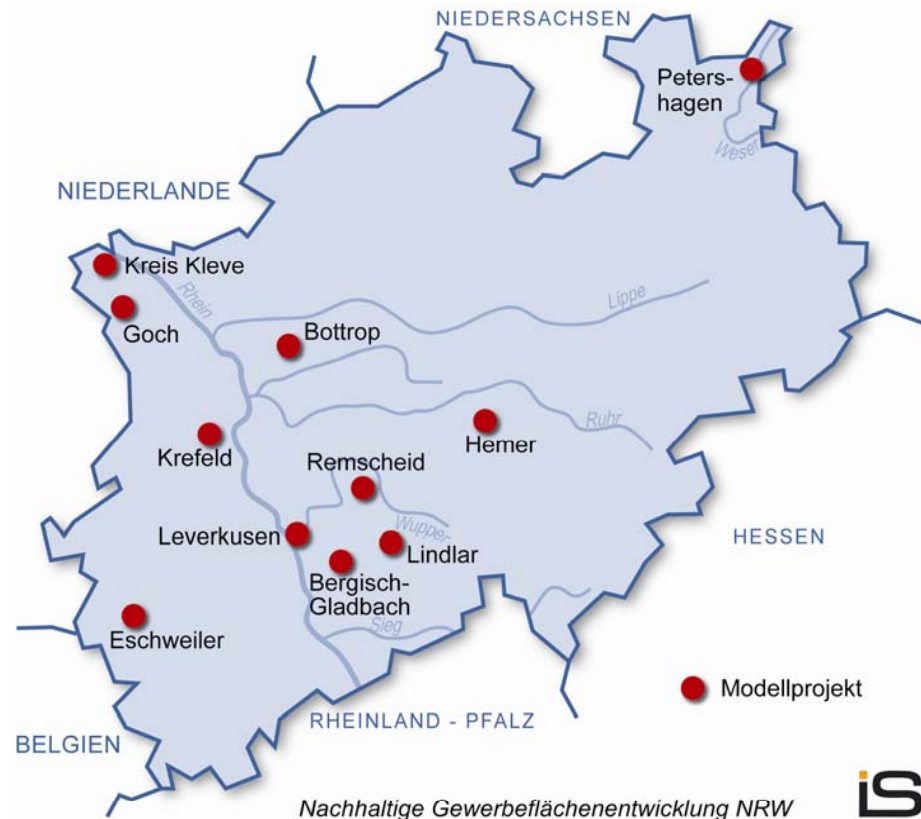 NIEDERSACHSEN
Peters-
hagen
Weser
NIEDERLANDE
Kreis Kleve
Rhein
Goch
Lippe
Bottrop
Ruhr
Hemer
Krefeld
Remscheid
Wupper
Leverkusen
Lindlar
HESSEN
Bergisch-
Gladbach
Eschweiler
Sieg
Modellprojekt
RHEINLAND - PFALZ
BELGIEN
Nachhaltige Gewerbeflächenentwicklung NRW
iS